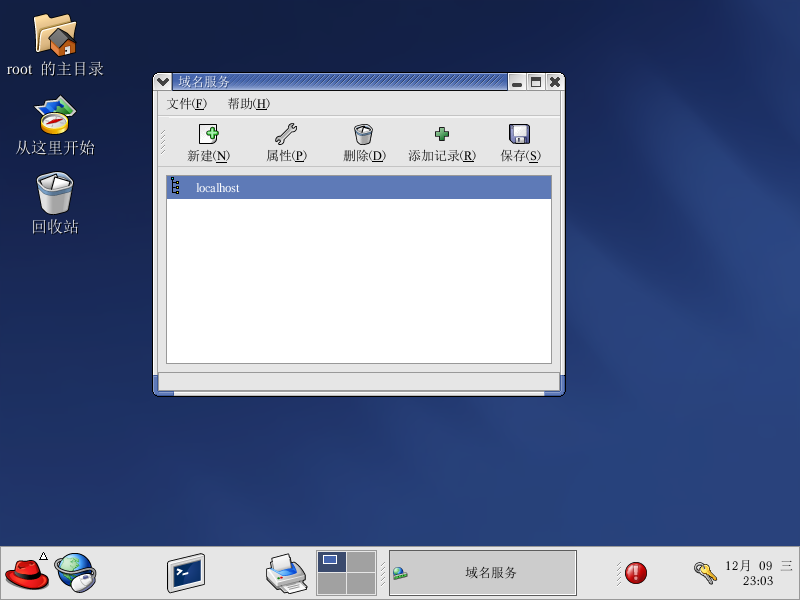 root 的主目录
从这里开始
回收站
域名服务
文件(F) 帮助(H)
新建(N) 属性(P) 删除(D) 添加记录(R) 保存(S)
localhost
域名服务
12月 09 三
23:03